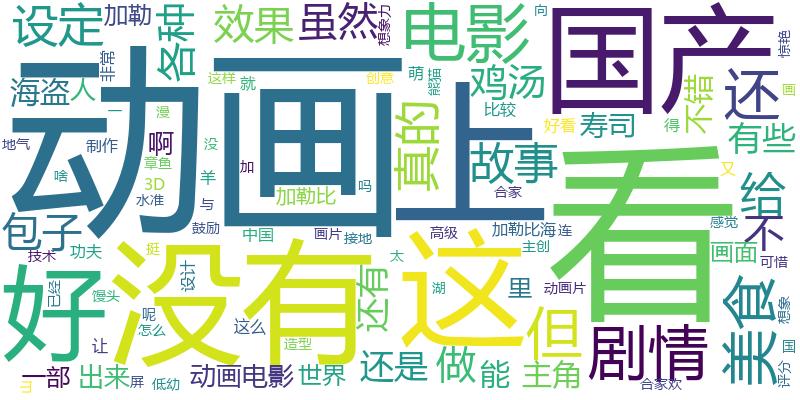 设定
加勒
各种
效果
虽然
想象力
电影
向
国产
惊艳
非常
这样
就
创意
萌
猫
鸡汤
还
画
海盗
人
动画
上
比较
不错
一
漫
真的
好看
寿司
得
有些
地气
制作
啊
没
章鱼
3D
水准
啥
羊
与
加
加勒比
吗
故事
合家
看
又
给
包子
鼓励
中国
画片
接地
高级
加勒比海
连
主创
太
感觉
不
画面
可惜
技术
功夫
挺
设计
已经
馒头
好
没有
还有
这
湖
里
动画片
美食
想象
呢
怎么
这么
但
让
造型
剧情
国
评分
一部
彐
出来
屏
低幼
动画电影
世界
还是
做
能
主角
合家欢